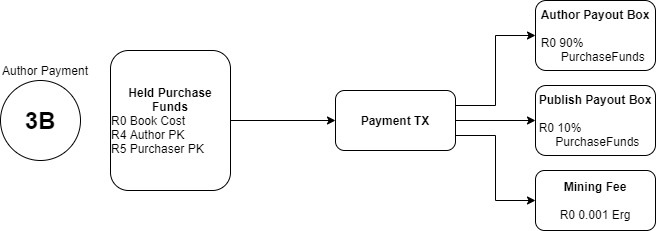 Author Payment
3B
Held Purchase
Funds
R0 Book Cost
R4 Author PK
R5 Purchaser PK
Payment TX
Author Payout Box
R0 90%
PurchaseFunds
Publish Payout Box
R0 10%
PurchaseFunds
Mining Fee
R0 0.001 Erg